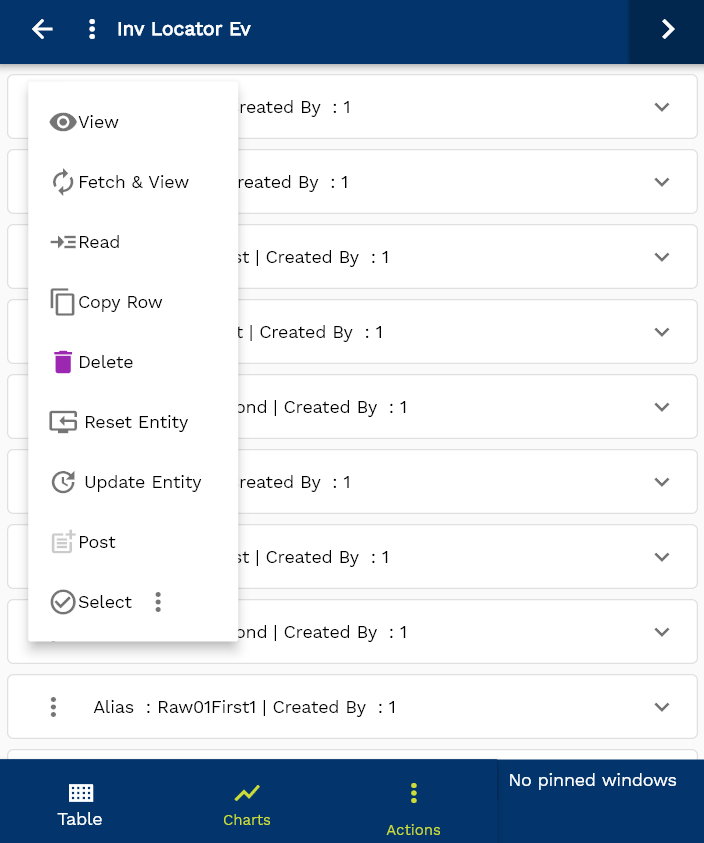 Inv Locator Ev
View
reated By : 1
Fetch & View
reated By : 1
Read
st | Created By : 1
Copy Row
t | Created By : 1
Delete
ond | Created By : 1
Reset Entity
Update Entity
reated By : 1
Post
st | Created By : 1
Select
ond | Created By : 1
Alias : Raw01First1 | Created By : 1
Table
Charts
Actions
No pinned windows